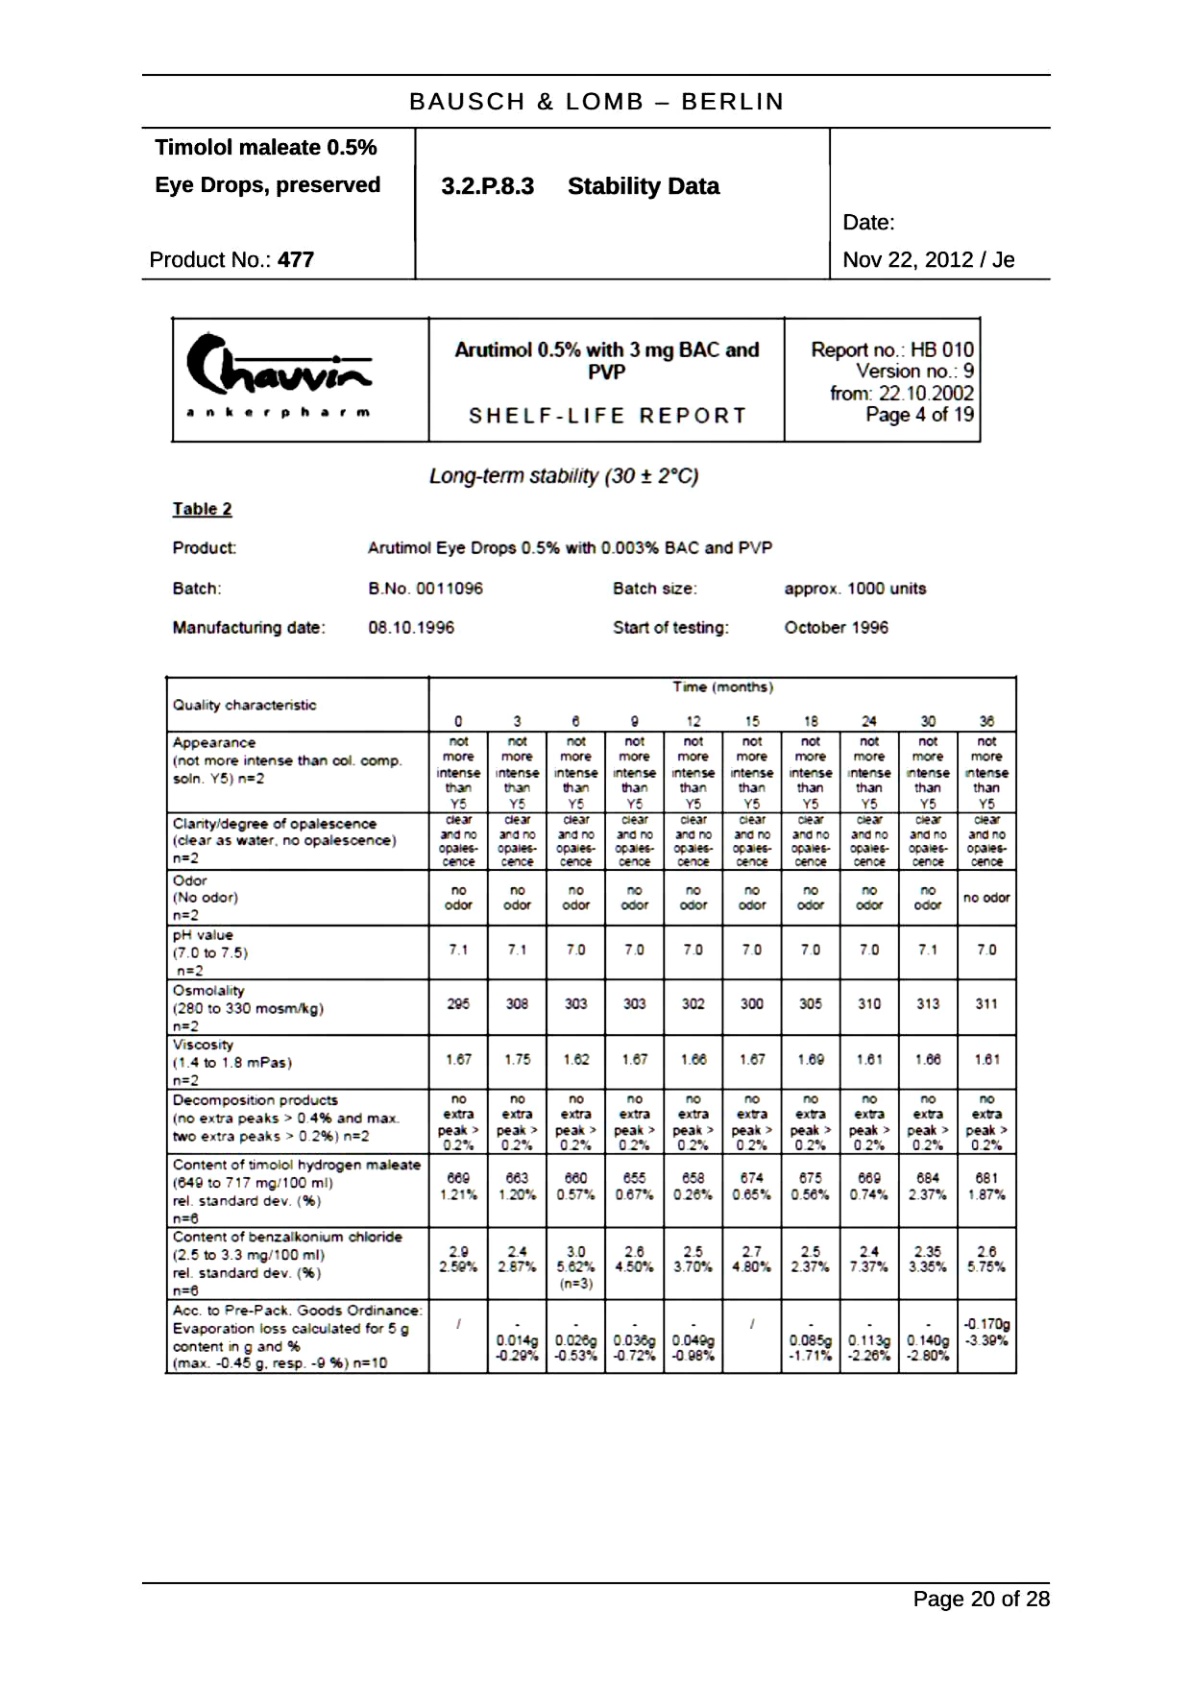 BAUSCH & LOMB – BERLIN
Timolol maleate 0.5%
Eye Drops, preserved
Product No.: 477
3.2.P.8.3 Stability Data
Date:
Nov 22, 2012 / Je
Chauvin
ankerpharm
Arutimol 0.5% with 3 mg BAC and
PVP
SHELF-LIFE REPORT
Report no.: HB 010
Version no.: 9
from: 22.10.2002
Page 4 of 19
Long-term stability (30 ± 2°C)
Table 2
Product: Arutimol Eye Drops 0.5% with 0.003% BAC and PVP
Batch: B.No. 0011096 Batch size: approx. 1000 units
Manufacturing date: 08.10.1996 Start of testing: October 1996
Time (months)
Quality characteristic
0 3 6 9 12 15 18 24 30 36
Appearance
(not more intense than col. comp.
soln. Y5) n=2
not not not not not not not not not not
more more more more more more more more more more
intense intense intense intense intense intense intense intense intense intense
than than than than than than than than than than
Y5 Y5 Y5 Y5 Y5 Y5 Y5 Y5 Y5 Y5
Clarity/degree of opalescence
(clear as water, no opalescence)
n=2
clear clear clear clear clear clear clear clear clear clear
and no and no and no and no and no and no and no and no and no and no
opales- opales- opales- opales- opales- opales- opales- opales- opales- opales-
cence cence cence cence cence cence cence cence cence cence
Odor
(No odor)
n=2
no no no no no no no no no no odor
odor odor odor odor odor odor odor odor odor
pH value
(7.0 to 7.5)
n=2
7.1 7.1 7.0 7.0 7.0 7.0 7.0 7.0 7.1 7.0
Osmolality
(280 to 330 mosm/kg)
n=2
295 308 303 303 302 300 305 310 313 311
Viscosity
(1.4 to 1.8 mPas)
n=2
1.67 1.75 1.62 1.67 1.66 1.67 1.69 1.61 1.66 1.61
Decomposition products
(no extra peaks > 0.4% and max.
two extra peaks > 0.2%) n=2
no no no no no no no no no no
extra extra extra extra extra extra extra extra extra extra
peak > peak > peak > peak > peak > peak > peak > peak > peak > peak >
0.2% 0.2% 0.2% 0.2% 0.2% 0.2% 0.2% 0.2% 0.2% 0.2%
Content of timolol hydrogen maleate
(649 to 717 mg/100 ml)
rel. standard dev. (%)
n=6
669 663 660 655 658 674 675 669 684 681
1.21% 1.20% 0.57% 0.67% 0.26% 0.65% 0.56% 0.74% 2.37% 1.87%
Content of benzalkonium chloride
(2.5 to 3.3 mg/100 ml)
rel. standard dev. (%)
n=6
2.9 2.4 3.0 2.6 2.5 2.7 2.5 2.4 2.35 2.6
2.59% 2.87% 5.62% 4.50% 3.70% 4.80% 2.37% 7.37% 3.35% 5.75%
(n=3)
Acc. to Pre-Pack. Goods Ordinance:
Evaporation loss calculated for 5 g
content in g and %
(max. -0.45 g, resp. -9 %) n=10
/ - - - - / - - - -0.170g
0.014g 0.026g 0.036g 0.049g 0.085g 0.113g 0.140g -3.39%
-0.29% -0.53% -0.72% -0.98% -1.71% -2.26% -2.80%
Page 20 of 28